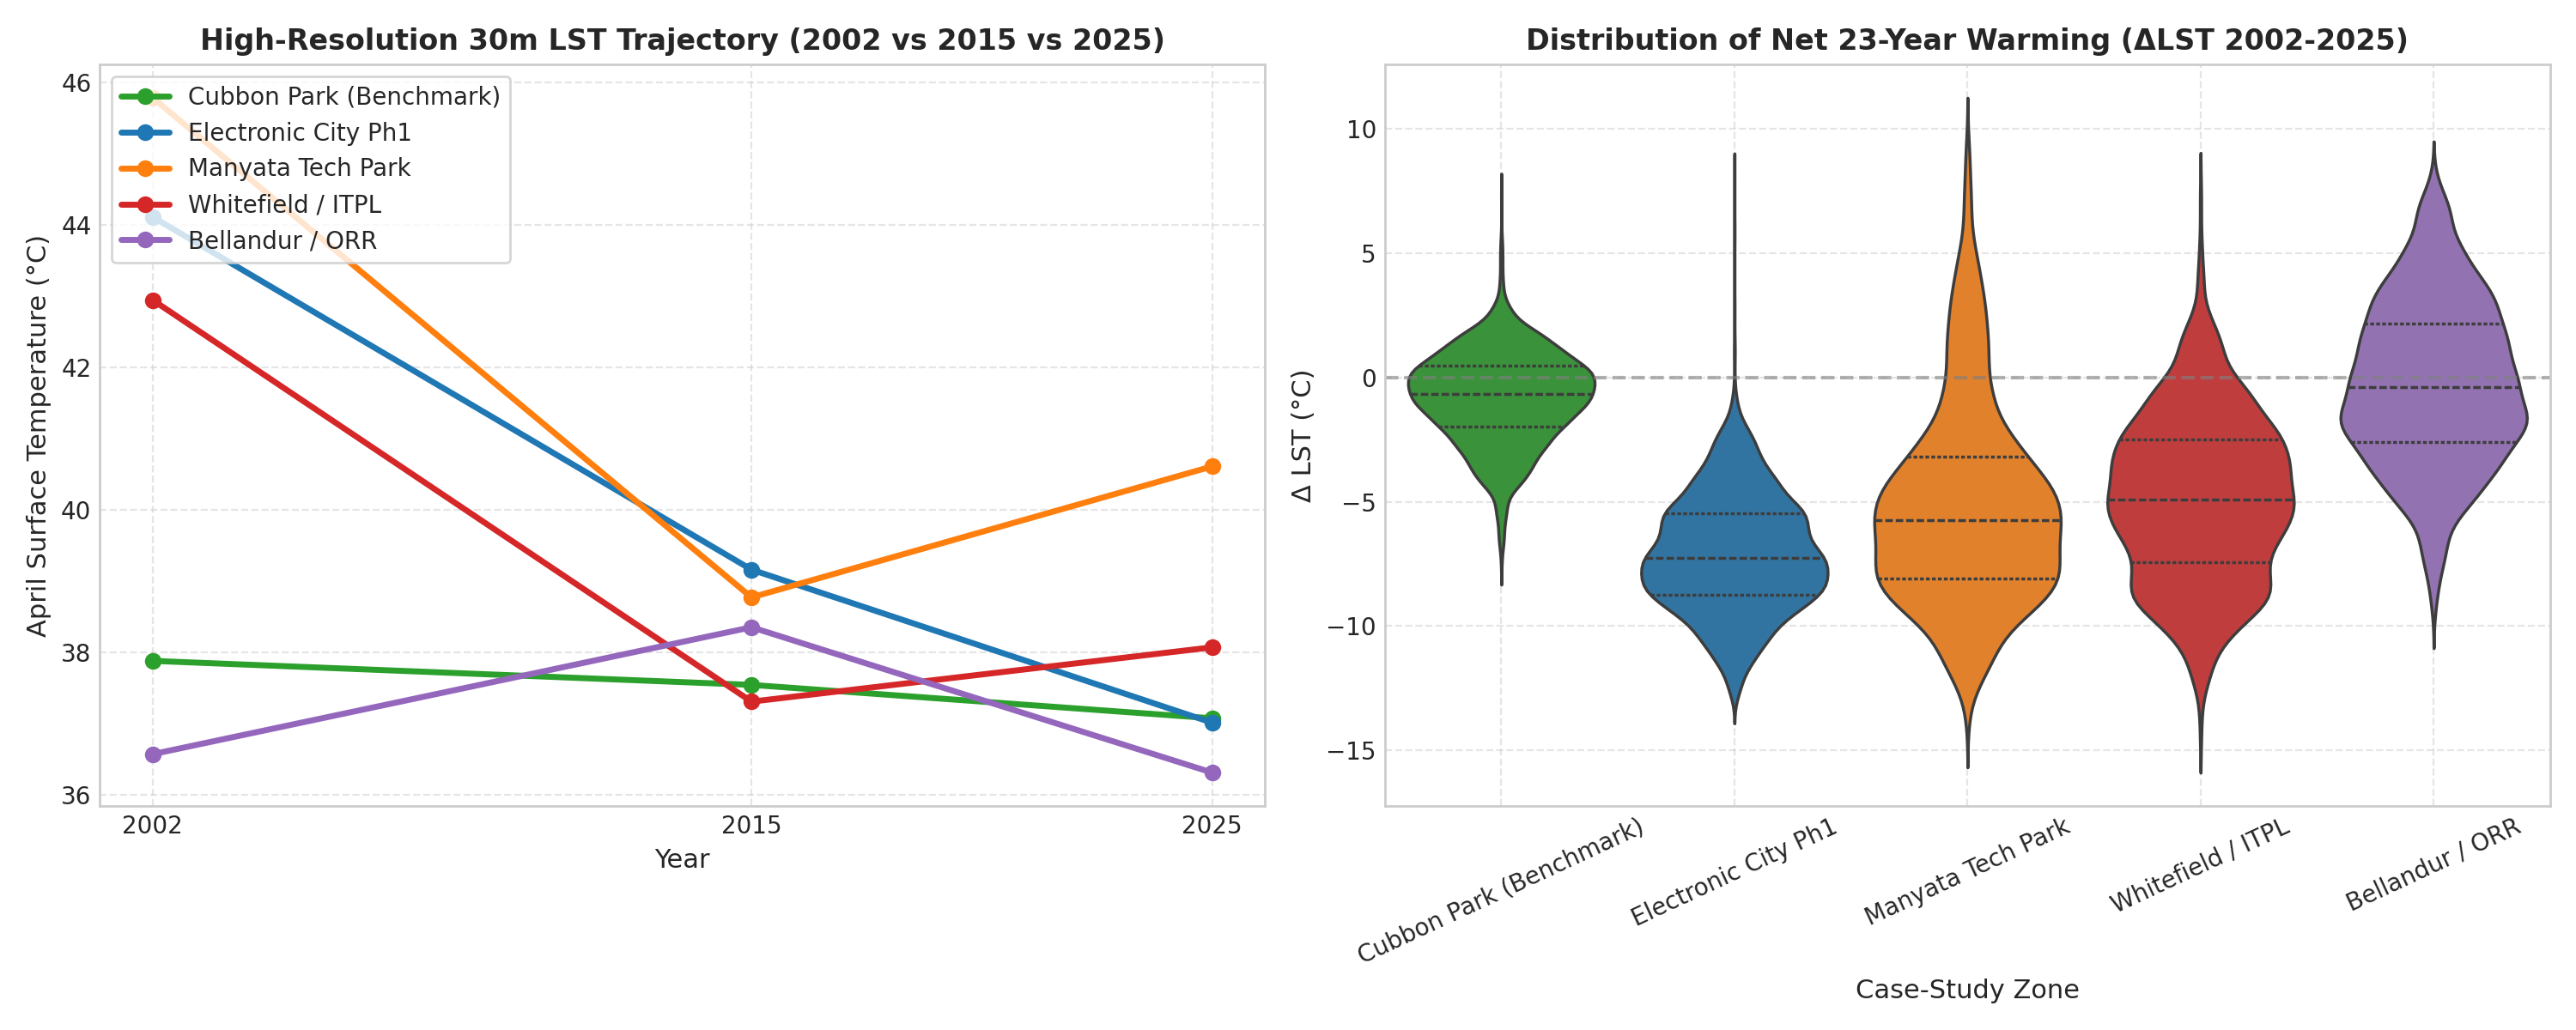 High-Resolution 30m LST Trajectory (2002 vs 2015 vs 2025)
April Surface Temperature (°C)
46
44
42
40
38
36
Cubbon Park (Benchmark)
Electronic City Ph1
Manyata Tech Park
Whitefield / ITPL
Bellandur / ORR
2002
2015
2025
Year
Distribution of Net 23-Year Warming (ΔLST 2002-2025)
Δ LST (°C)
10
5
0
−5
−10
−15
Cubbon Park (Benchmark)
Electronic City Ph1
Manyata Tech Park
Whitefield / ITPL
Bellandur / ORR
Case-Study Zone